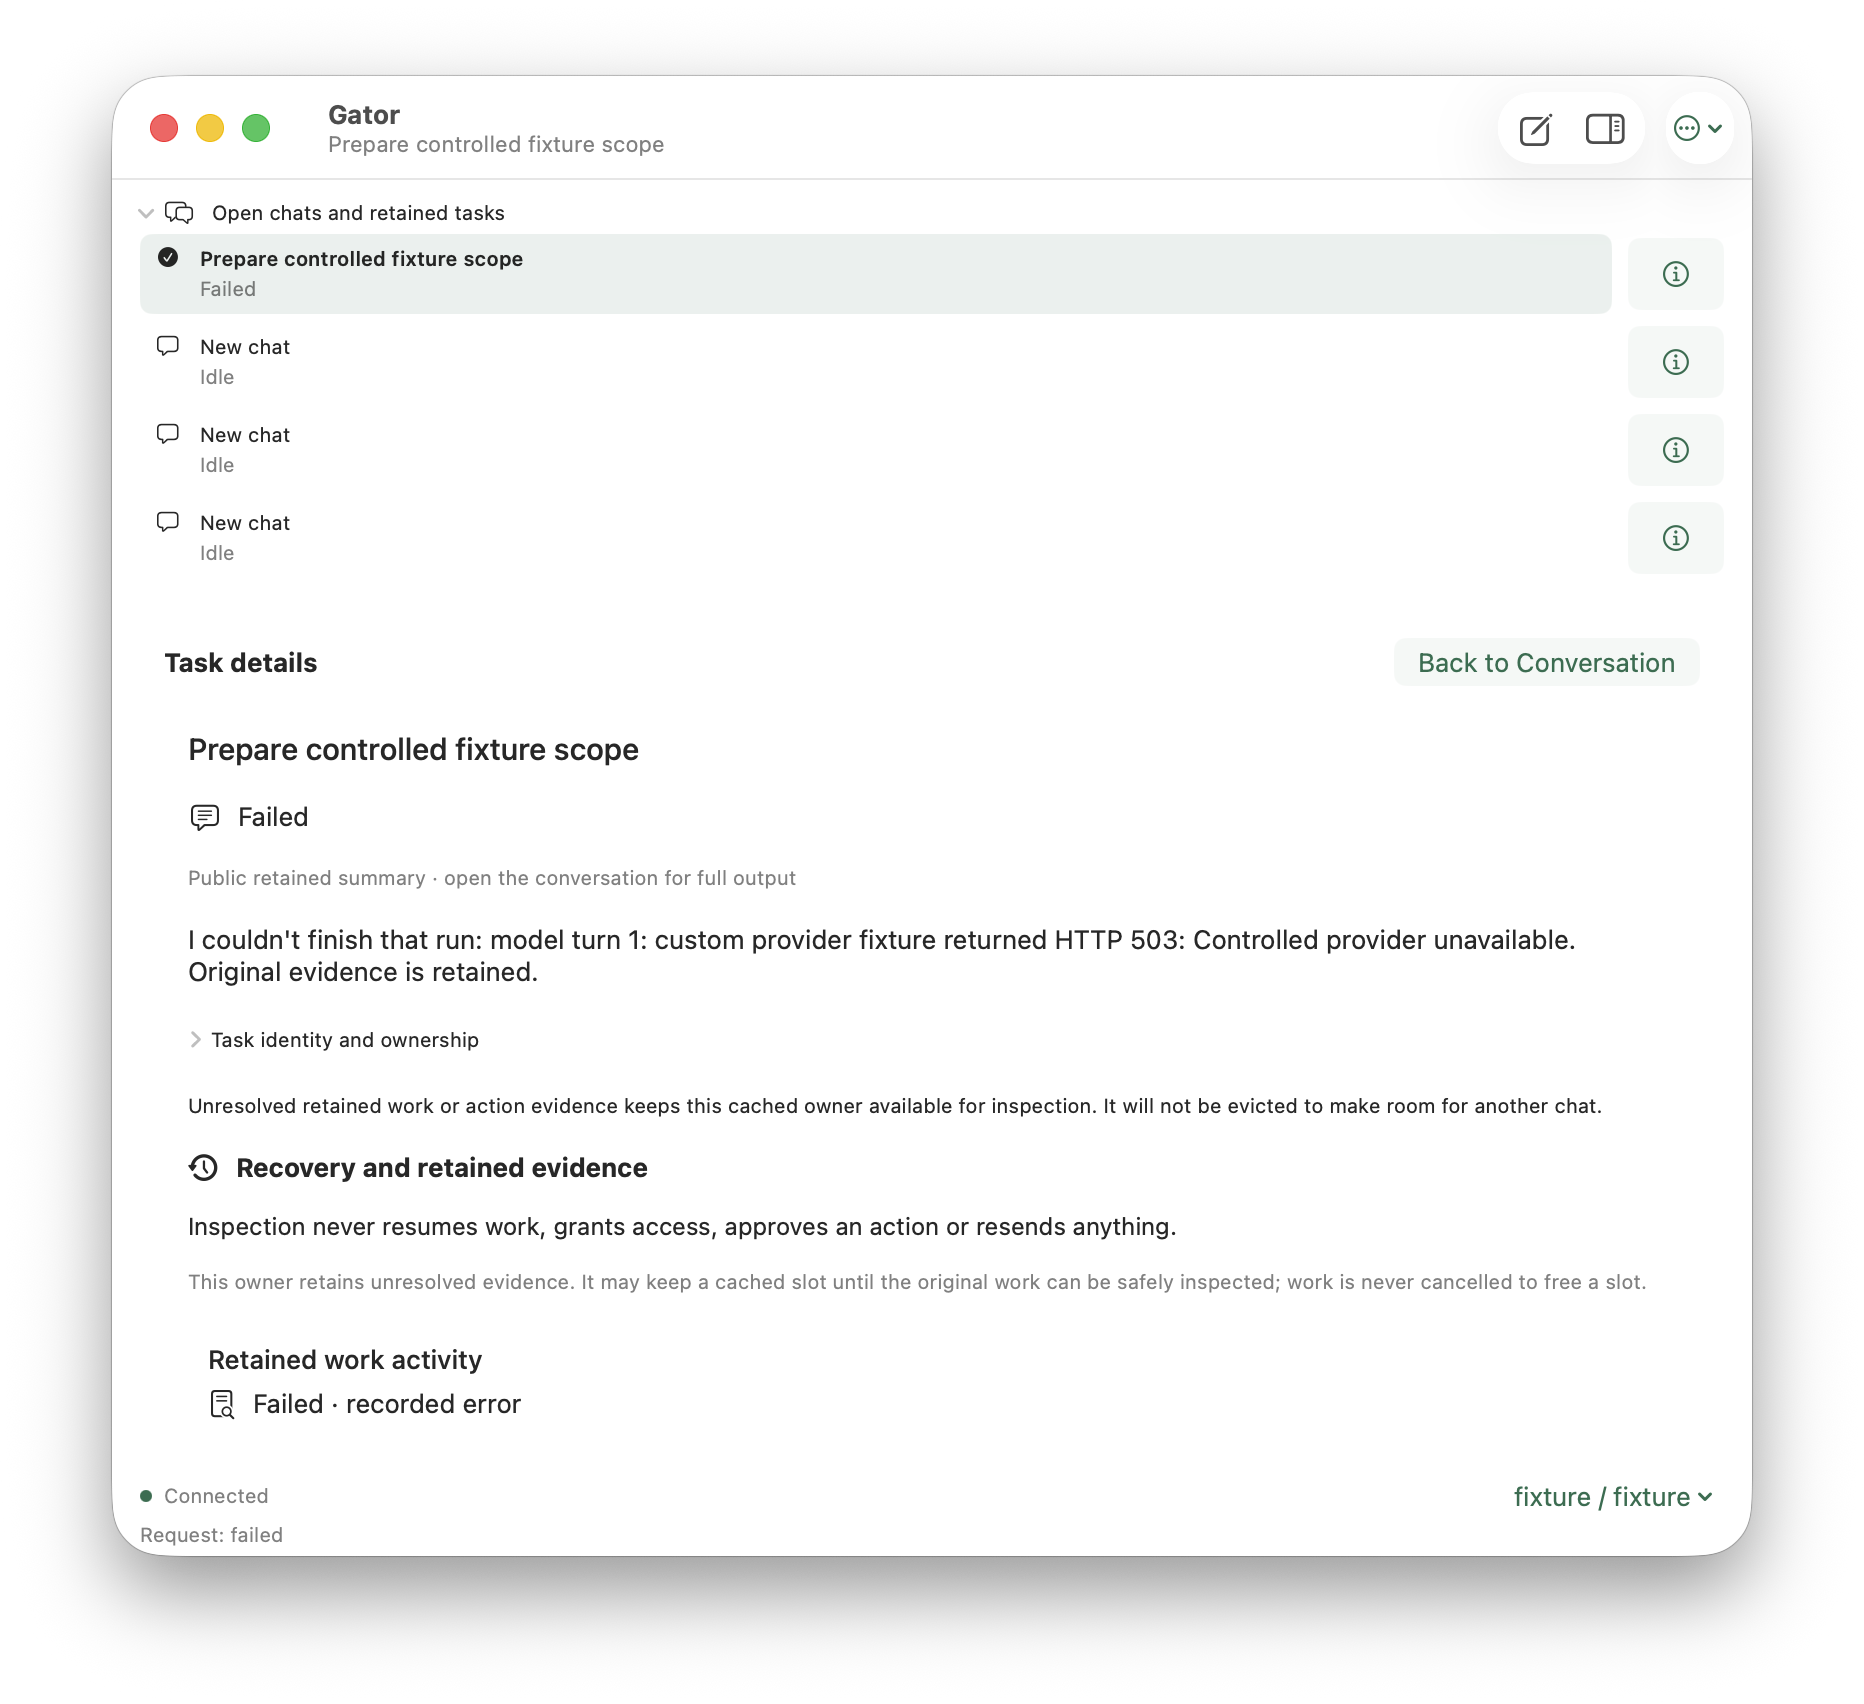 Gator
Prepare controlled fixture scope
Open chats and retained tasks
Prepare controlled fixture scope
Failed
New chat
Idle
New chat
Idle
New chat
Idle
Task details
Back to Conversation
Prepare controlled fixture scope
Failed
Public retained summary · open the conversation for full output
I couldn't finish that run: model turn 1: custom provider fixture returned HTTP 503: Controlled provider unavailable.
Original evidence is retained.
Task identity and ownership
Unresolved retained work or action evidence keeps this cached owner available for inspection. It will not be evicted to make room for another chat.
Recovery and retained evidence
Inspection never resumes work, grants access, approves an action or resends anything.
This owner retains unresolved evidence. It may keep a cached slot until the original work can be safely inspected; work is never cancelled to free a slot.
Retained work activity
Failed · recorded error
Connected
fixture / fixture
Request: failed